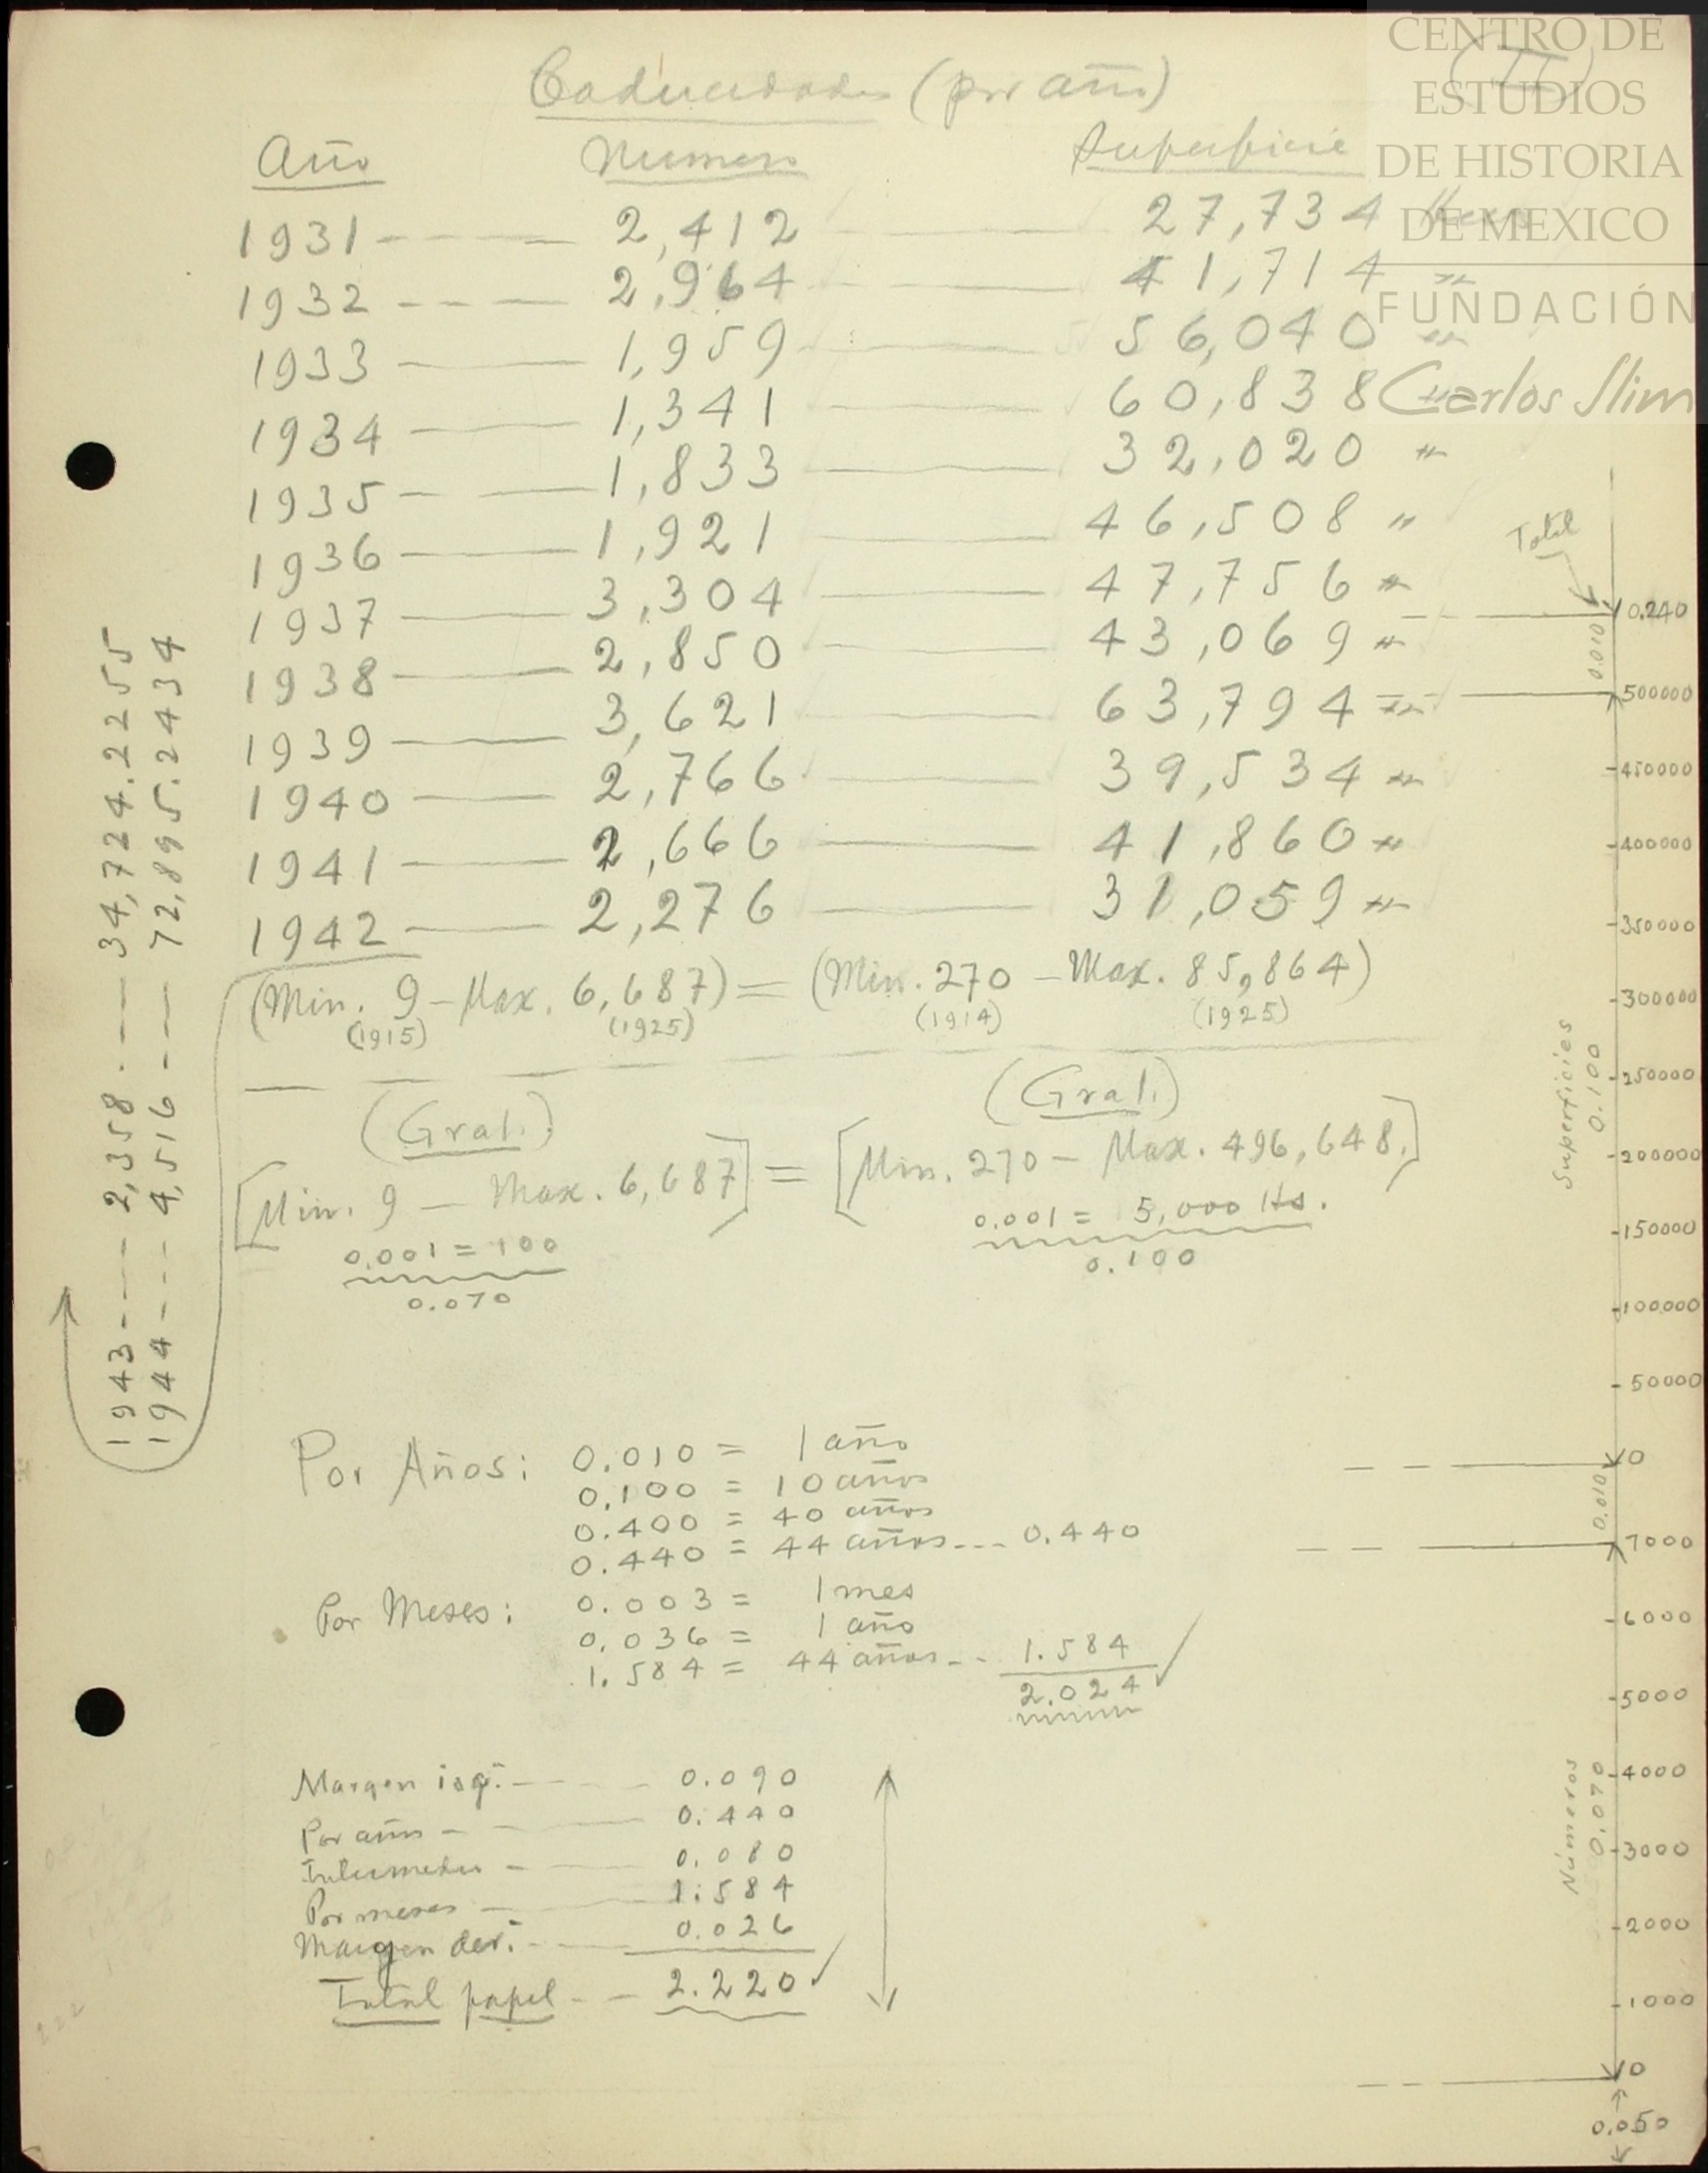 Caducidades (por año)
(II)
Año Numero Superficie
1931 - - - 2,412 - 27,734 Hects
1932 - - - 2,964 - 41,714 "
1933 - 1,959 - 56,040 "
1934 - 1,341 - 60,838 "
1935 - 1,833 - 32,020 "
1936 - 1,921 - 46,508 "
1937 - 3,304 - 47,756 "
1938 - 2,850 - 43,069 "
1939 - 3,621 - 63,794 "
1940 - 2,766 - 39,534 "
1941 - 2,666 - 41,860 "
1942 - 2,276 - 31,059 "
1943 - - - 2,358 - - - 34,724.2255
1944 - - - 4,516 - - - 72,895.2434
(Min. 9 - Max. 6,687) = (Min. 270 - Max. 85,864)
(1915) (1925) (1914) (1925)
(Gral.) (Gral.)
[Min. 9 - Max. 6,687] = [Min. 270 - Max. 496,648.]
0.001 = 100 0.001 = 5,000 Hs.
0.070 0.100
Por Años: 0.010 = 1 año
0.100 = 10 años
0.400 = 40 años
0.440 = 44 años - - - 0.440
Por Meses: 0.003 = 1 mes
0.036 = 1 año
1.584 = 44 años - - 1.584
2.024
Margen izq. - 0.090
Por años - 0.440
Intermedio - 0.080
Por meses - 1.584
Margen der. - 0.026
Total papel - - 2.220
Total
0.240
0.010
500000
450000
400000
350000
300000
250000
200000
150000
100000
50000
0
Superficies
0.100
0.010
7000
6000
5000
4000
3000
2000
1000
0
Números
0.070
0.050
CENTRO DE
ESTUDIOS
DE HISTORIA
DE MEXICO
FUNDACIÓN
Carlos Slim